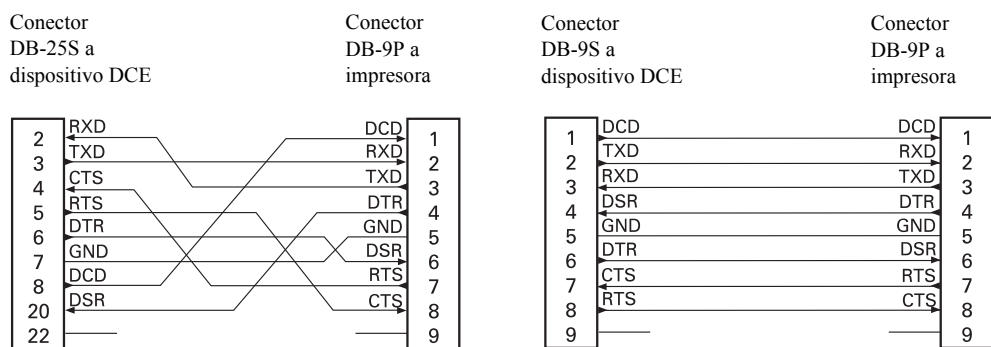 Conector
DB-25S a
dispositivo DCE
Conector
DB-9P a
impresora
2 RXD DCD 1
3 TXD RXD 2
4 CTS TXD 3
5 RTS DTR 4
6 DTR GND 5
7 GND DSR 6
8 DCD RTS 7
20 DSR CTS 8
22 9
Conector
DB-9S a
dispositivo DCE
Conector
DB-9P a
impresora
1 DCD DCD 1
2 TXD RXD 2
3 RXD TXD 3
4 DSR DTR 4
5 GND GND 5
6 DTR DSR 6
7 CTS RTS 7
8 RTS CTS 8
9 9